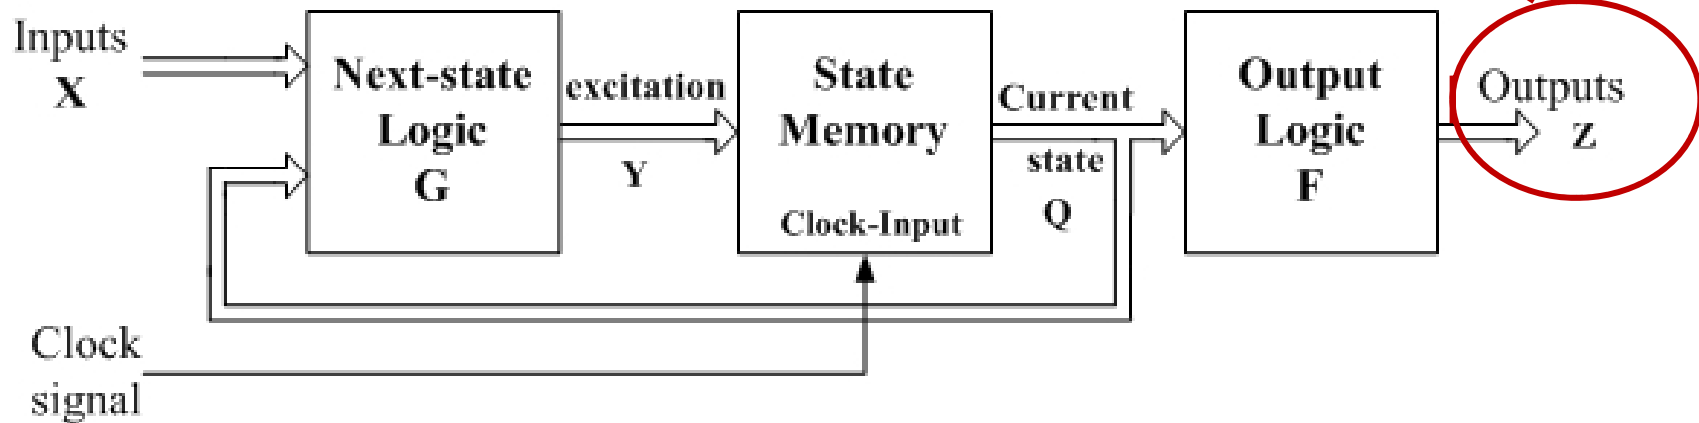 Inputs
X
Next-state
Logic
G
excitation
Y
State
Memory
Clock-Input
Current
state
Q
Output
Logic
F
Outputs
Z
Clock
signal